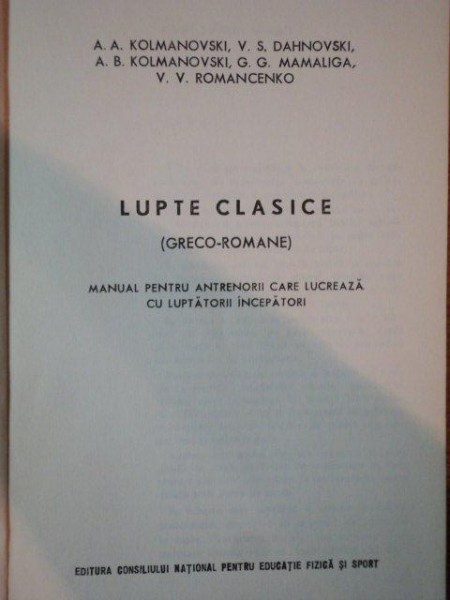 A. A. KOLMANOVSKI, V. S. DAHNOVSKI,
A. B. KOLMANOVSKI, G. G. MAMALIGA,
V. V. ROMANCENKO
LUPTE CLASICE
(GRECO-ROMANE)
MANUAL PENTRU ANTRENORII CARE LUCREAZĂ
CU LUPTĂTORII ÎNCEPĂTORI
EDITURA CONSILIULUI NAȚIONAL PENTRU EDUCAȚIE FIZICĂ ȘI SPORT